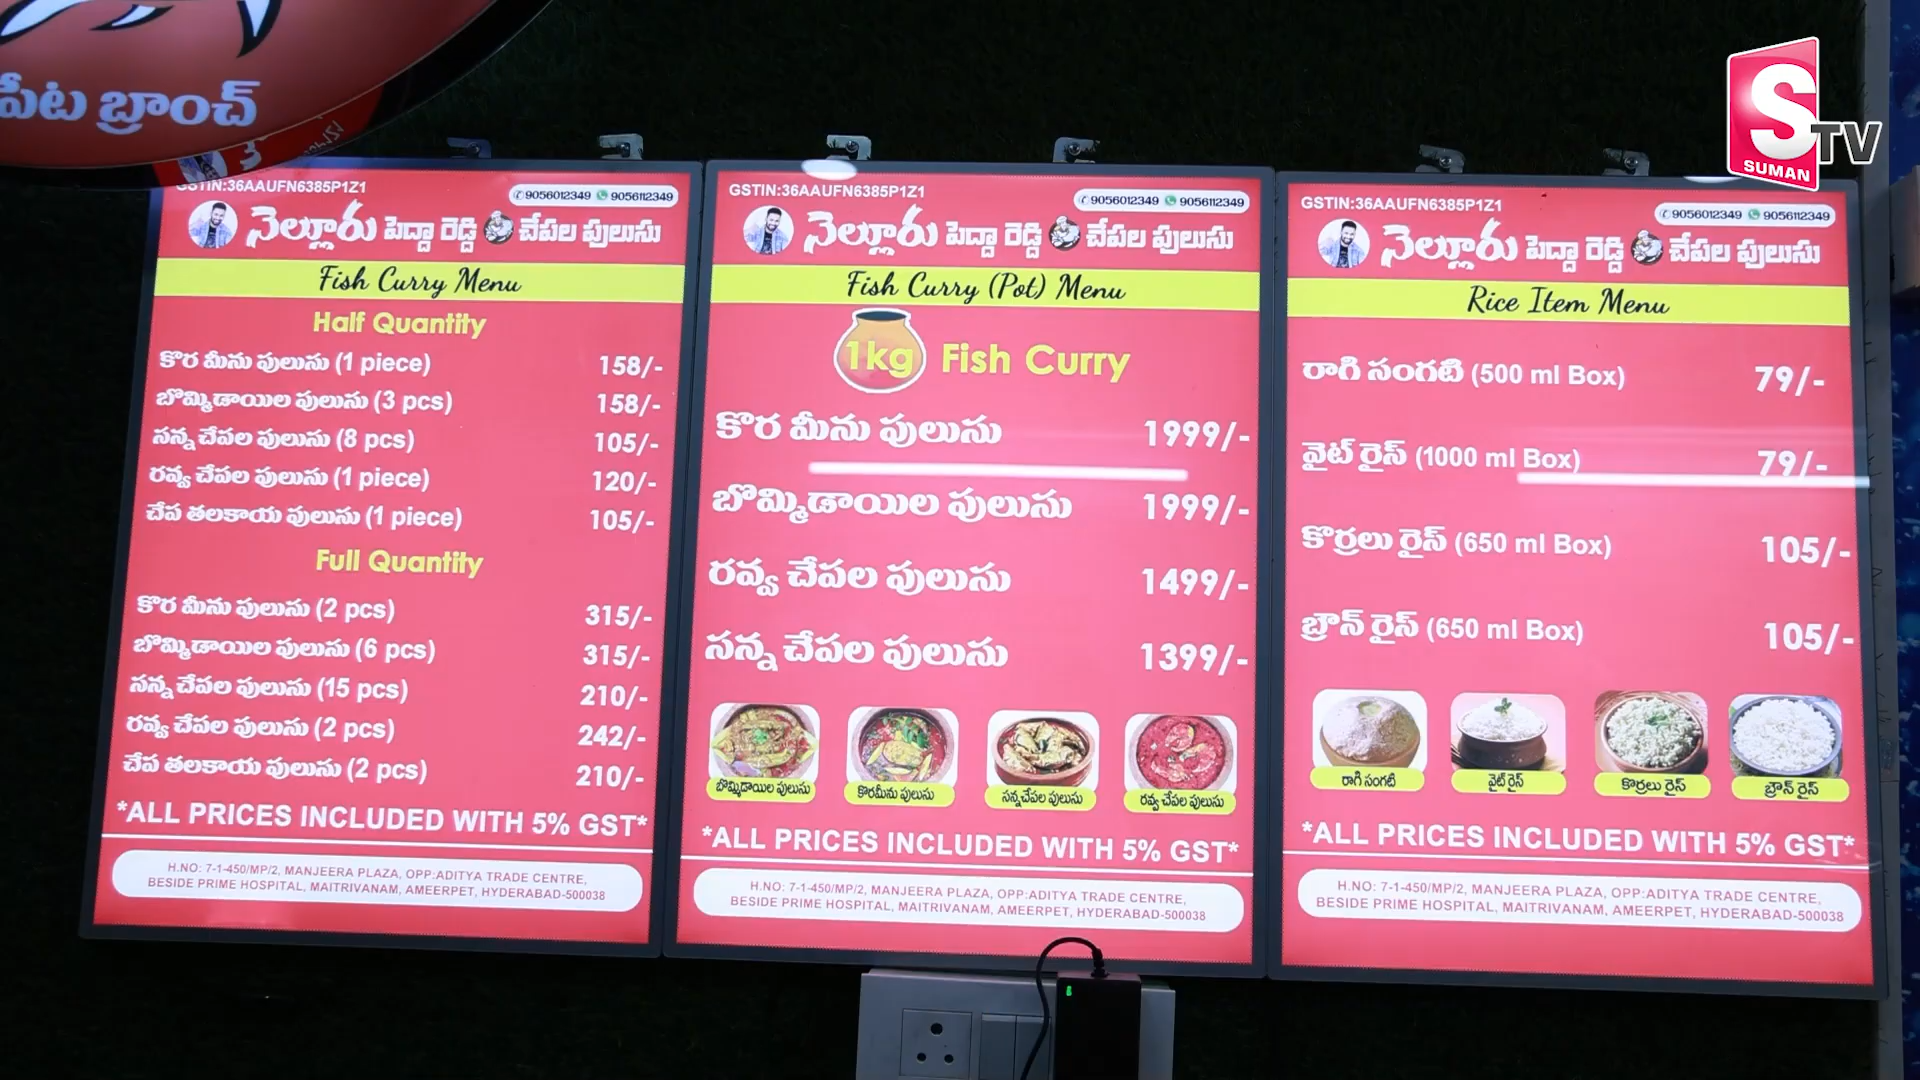 పేట బ్రాంచ్
S
SUMAN
TV
GSTIN:36AAUFN6385P1Z1
9056012349 9056112349
నెల్లూరు పెద్దా రెడ్డి చేపల పులుసు
Fish Curry Menu
Half Quantity
కొర మీను పులుసు (1 piece) 158/-
బొమ్మిడాయిల పులుసు (3 pcs) 158/-
సన్న చేపల పులుసు (8 pcs) 105/-
రవ్వ చేపల పులుసు (1 piece) 120/-
చేప తలకాయ పులుసు (1 piece) 105/-
Full Quantity
కొర మీను పులుసు (2 pcs) 315/-
బొమ్మిడాయిల పులుసు (6 pcs) 315/-
సన్న చేపల పులుసు (15 pcs) 210/-
రవ్వ చేపల పులుసు (2 pcs) 242/-
చేప తలకాయ పులుసు (2 pcs) 210/-
*ALL PRICES INCLUDED WITH 5% GST*
H.NO: 7-1-450/MP/2, MANJEERA PLAZA, OPP:ADITYA TRADE CENTRE,
BESIDE PRIME HOSPITAL, MAITRIVANAM, AMEERPET, HYDERABAD-500038
GSTIN:36AAUFN6385P1Z1
9056012349 9056112349
నెల్లూరు పెద్దా రెడ్డి చేపల పులుసు
Fish Curry (Pot) Menu
1kg Fish Curry
కొర మీను పులుసు 1999/-
బొమ్మిడాయిల పులుసు 1999/-
రవ్వ చేపల పులుసు 1499/-
సన్న చేపల పులుసు 1399/-
బొమ్మిడాయిల పులుసు కొరమీను పులుసు సన్నచేపల పులుసు రవ్వ చేపల పులుసు
*ALL PRICES INCLUDED WITH 5% GST*
H.NO: 7-1-450/MP/2, MANJEERA PLAZA, OPP:ADITYA TRADE CENTRE,
BESIDE PRIME HOSPITAL, MAITRIVANAM, AMEERPET, HYDERABAD-500038
GSTIN:36AAUFN6385P1Z1
9056012349 9056112349
నెల్లూరు పెద్దా రెడ్డి చేపల పులుసు
Rice Item Menu
రాగి సంగటి (500 ml Box) 79/-
వైట్ రైస్ (1000 ml Box) 79/-
కొర్రలు రైస్ (650 ml Box) 105/-
బ్రౌన్ రైస్ (650 ml Box) 105/-
రాగి సంగటి వైట్ రైస్ కొర్రలు రైస్ బ్రౌన్ రైస్
*ALL PRICES INCLUDED WITH 5% GST*
H.NO: 7-1-450/MP/2, MANJEERA PLAZA, OPP:ADITYA TRADE CENTRE,
BESIDE PRIME HOSPITAL, MAITRIVANAM, AMEERPET, HYDERABAD-500038